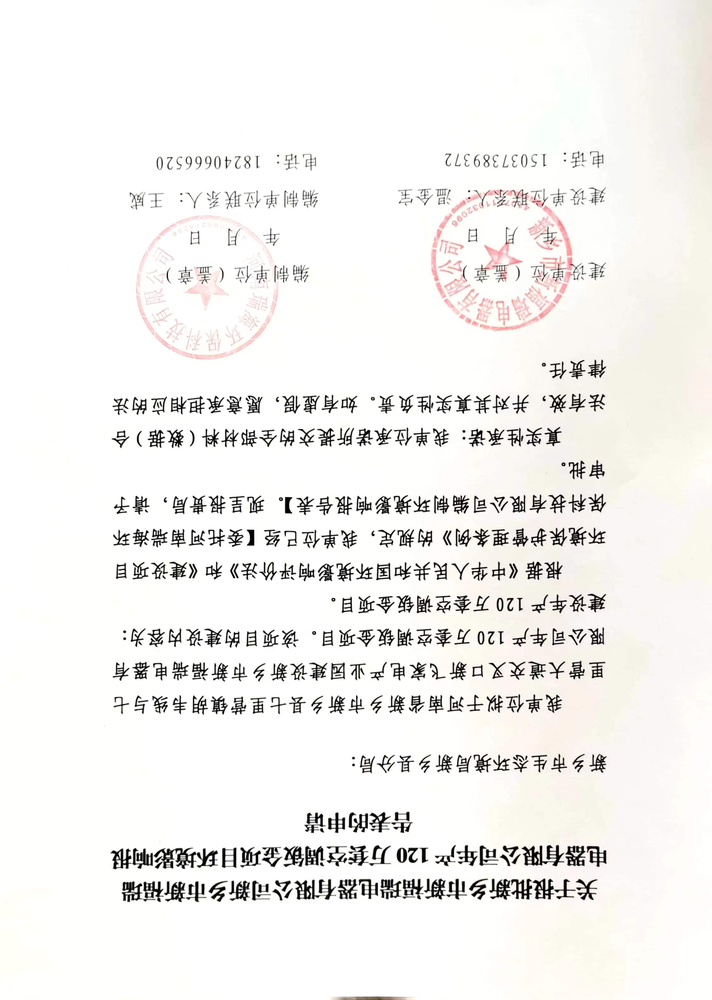 关于报批新乡市新福瑞电器有限公司新乡市新福瑞
电器有限公司年产 120 万套空调钣金项目环境影响报
告表的申请
新乡市生态环境局新乡县分局：
我单位拟于河南省新乡市新乡县七里营镇胡韦线与七
里营大道交叉口新飞家电产业园建设新乡市新福瑞电器有
限公司年产 120 万套空调钣金项目。该项目的建设内容为：
建设年产 120 万套空调钣金项目。
根据《中华人民共和国环境影响评价法》和《建设项目
环境保护管理条例》的规定，我单位已经【委托河南瑞海环
保科技有限公司编制环境影响报告表】。现呈报贵局，请予
审批。
真实性承诺：我单位承诺所提交的全部材料（数据）合
法有效，并对其真实性负责。如有虚假，愿意承担相应的法
律责任。
建设单位（盖章） 编制单位（盖章）
年 月 日 年 月 日
建设单位联系人：温金宝 编制单位联系人：王威
电话：15037389372 电话：18240666520
新乡市新福瑞电器有限公司
河南瑞海环保科技有限公司